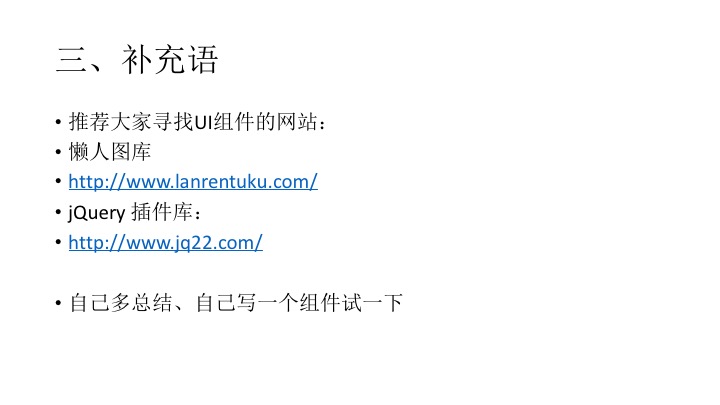 三、补充语
• 推荐大家寻找UI组件的网站：
• 懒人图库
• http://www.lanrentuku.com/
• jQuery 插件库：
• http://www.jq22.com/
• 自己多总结、自己写一个组件试一下